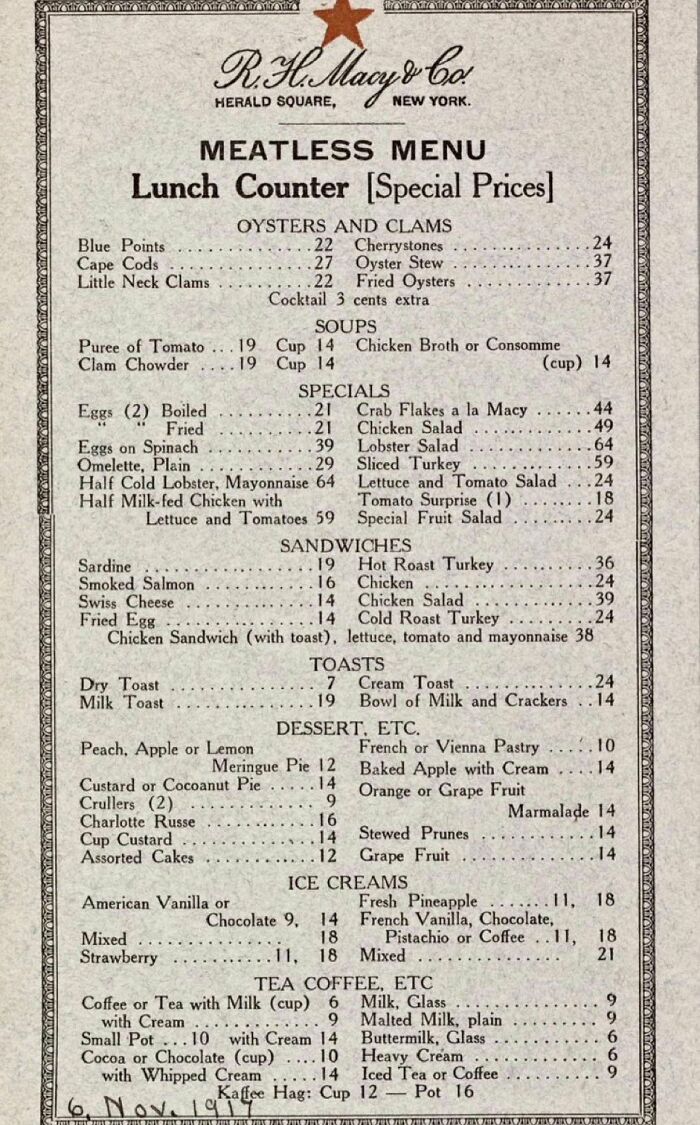 R. H. Macy & Co.
HERALD SQUARE, NEW YORK.
MEATLESS MENU
Lunch Counter [Special Prices]
OYSTERS AND CLAMS
Blue Points .............. 22 Cherrystones .............. 24
Cape Cods .............. 27 Oyster Stew .............. 37
Little Neck Clams .......... 22 Fried Oysters .............. 37
Cocktail 3 cents extra
SOUPS
Puree of Tomato ... 19 Cup 14 Chicken Broth or Consomme
Clam Chowder .... 19 Cup 14 (cup) 14
SPECIALS
Eggs (2) Boiled .......... 21 Crab Flakes a la Macy ...... 44
" " Fried .......... 21 Chicken Salad ............ 49
Eggs on Spinach .......... 39 Lobster Salad ............ 64
Omelette, Plain ........... 29 Sliced Turkey ............ 59
Half Cold Lobster, Mayonnaise 64 Lettuce and Tomato Salad ... 24
Half Milk-fed Chicken with Tomato Surprise (1) ........ 18
Lettuce and Tomatoes 59 Special Fruit Salad ......... 24
SANDWICHES
Sardine ................ 19 Hot Roast Turkey .......... 36
Smoked Salmon ........... 16 Chicken ................. 24
Swiss Cheese ............. 14 Chicken Salad ............ 39
Fried Egg ............... 14 Cold Roast Turkey ......... 24
Chicken Sandwich (with toast), lettuce, tomato and mayonnaise 38
TOASTS
Dry Toast .............. 7 Cream Toast ............. 24
Milk Toast .............. 19 Bowl of Milk and Crackers .. 14
DESSERT, ETC.
Peach, Apple or Lemon French or Vienna Pastry ..... 10
Meringue Pie 12 Baked Apple with Cream .... 14
Custard or Cocoanut Pie ..... 14 Orange or Grape Fruit
Crullers (2) ............. 9 Marmalade 14
Charlotte Russe ........... 16 Stewed Prunes ............ 14
Cup Custard ............. 14 Grape Fruit .............. 14
Assorted Cakes ........... 12
ICE CREAMS
American Vanilla or Fresh Pineapple ....... 11, 18
Chocolate 9, 14 French Vanilla, Chocolate,
Mixed ............... 18 Pistachio or Coffee .. 11, 18
Strawberry ........... 11, 18 Mixed ............... 21
TEA COFFEE, ETC
Coffee or Tea with Milk (cup) 6 Milk, Glass .............. 9
with Cream ............. 9 Malted Milk, plain ......... 9
Small Pot ... 10 with Cream 14 Buttermilk, Glass .......... 6
Cocoa or Chocolate (cup) .... 10 Heavy Cream ............. 6
with Whipped Cream ..... 14 Iced Tea or Coffee ......... 9
Kaffee Hag: Cup 12 — Pot 16
6, Nov. 1917